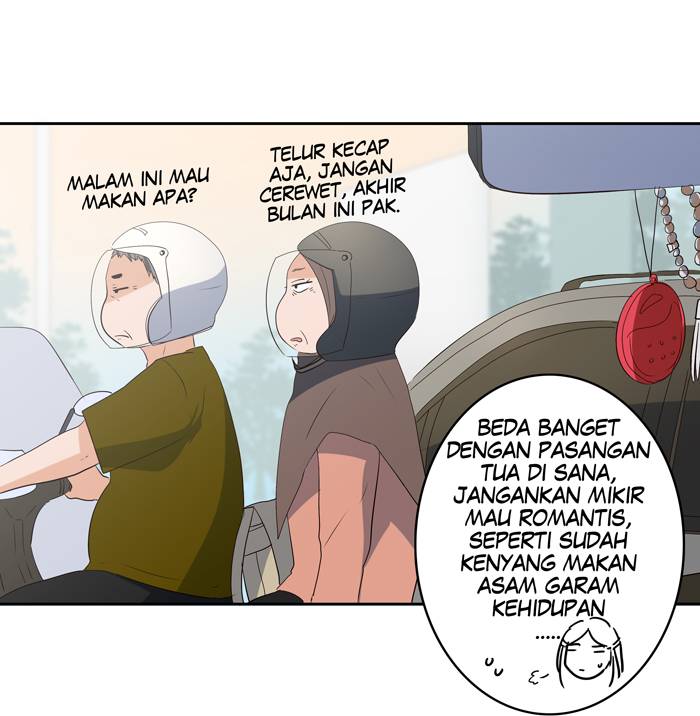 MALAM INI MAU
MAKAN APA?
TELUR KECAP
AJA, JANGAN
CEREWET, AKHIR
BULAN INI PAK.
BEDA BANGET
DENGAN PASANGAN
TUA DI SANA,
JANGANKAN MIKIR
MAU ROMANTIS,
SEPERTI SUDAH
KENYANG MAKAN
ASAM GARAM
KEHIDUPAN
......